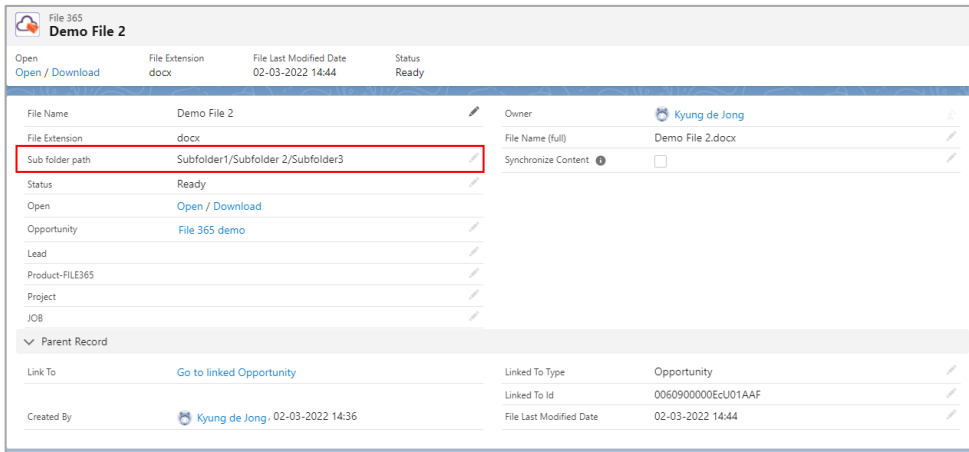 File 365
Demo File 2
Open File Extension File Last Modified Date Status
Open / Download docx 02-03-2022 14:44 Ready
File Name Demo File 2 Owner Kyung de Jong
File Extension docx File Name (full) Demo File 2.docx
Sub folder path Subfolder1/Subfolder 2/Subfolder3 Synchronize Content
Status Ready
Open Open / Download
Opportunity File 365 demo
Lead
Product-FILE365
Project
JOB
Parent Record
Link To Go to linked Opportunity Linked To Type Opportunity
Linked To Id 0060900000EcU01AAF
Created By Kyung de Jong, 02-03-2022 14:36 File Last Modified Date 02-03-2022 14:44